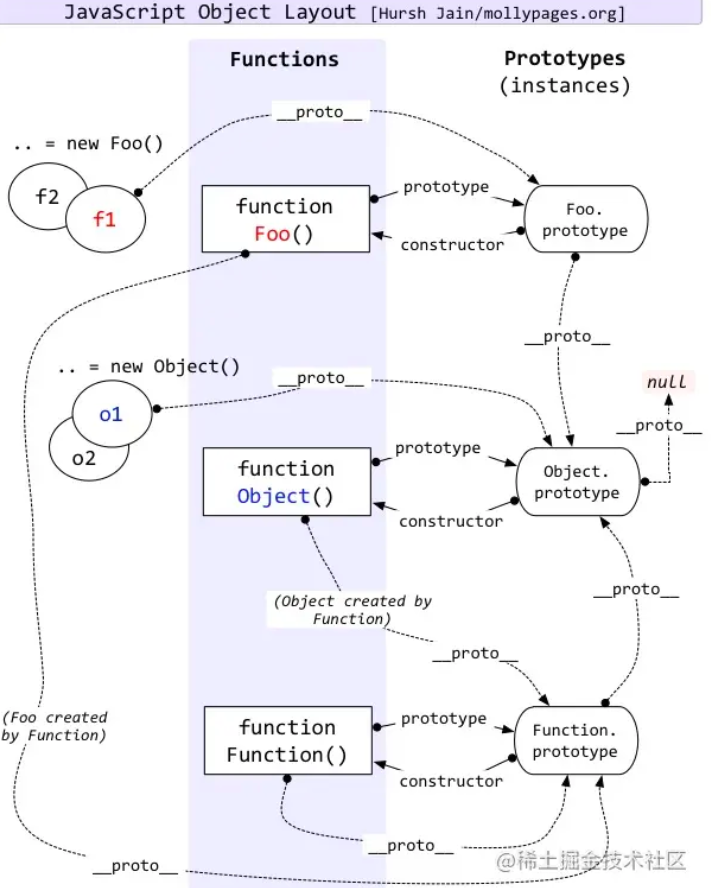 JavaScript Object Layout [Hursh Jain/mollypages.org]
Functions
Prototypes
(instances)
__proto__
.. = new Foo()
f2
f1
function
Foo()
prototype
constructor
Foo.
prototype
__proto__
.. = new Object()
__proto__
null
__proto__
o1
o2
function
Object()
prototype
constructor
Object.
prototype
(Object created by
Function)
__proto__
__proto__
(Foo created
by Function)
function
Function()
prototype
constructor
Function.
prototype
__proto__
__proto__
@稀土掘金技术社区